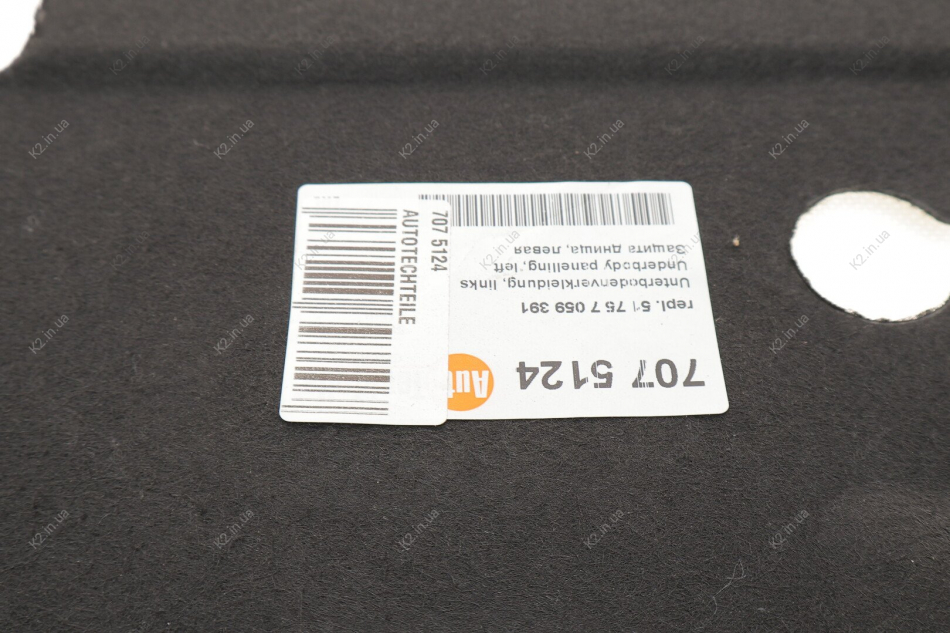 707 5124
repl. 51 75 7 059 391
Unterbodenverkleidung, links
Underbody panelling, left
Защита днища, левая
707 5124
AUTOTECHTEILE
K2.in.ua